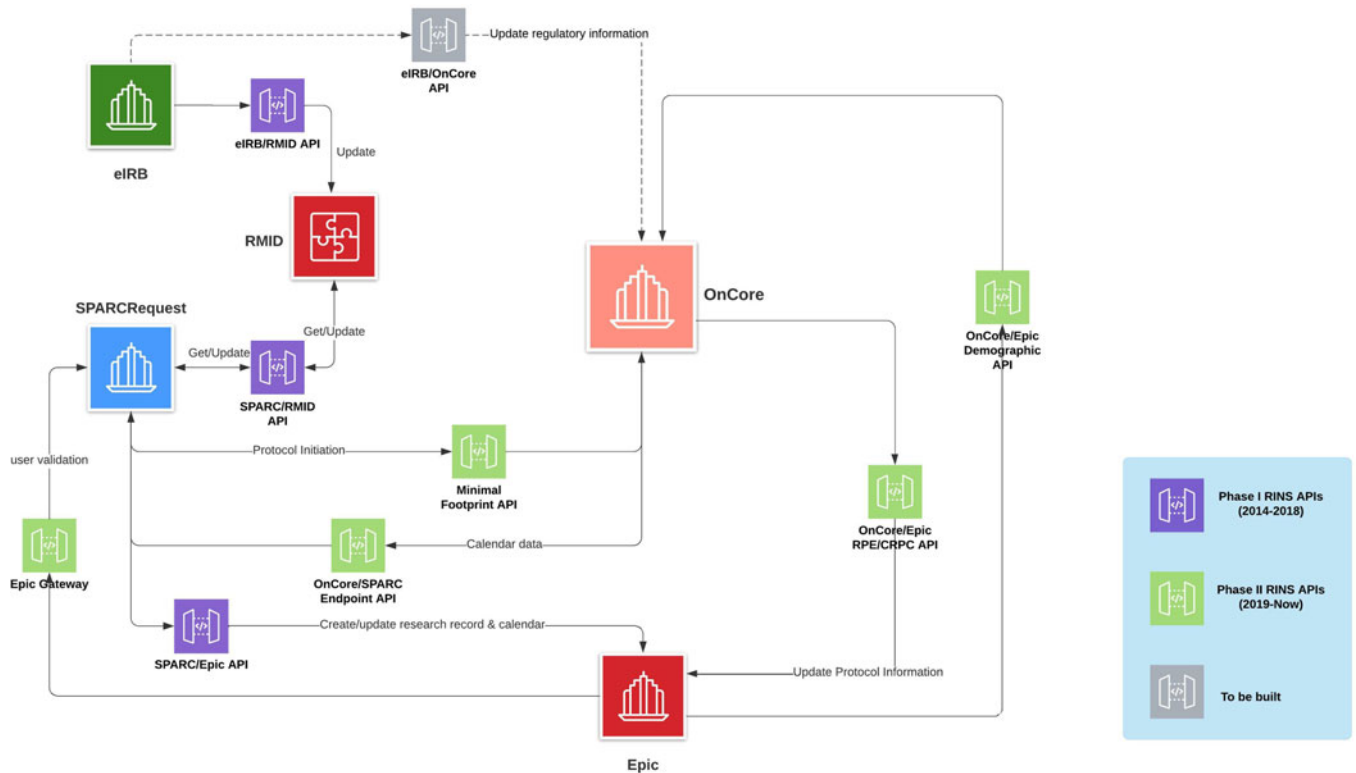 Update regulatory information
eIRB/OnCore
API
eIRB/RMID API
Update
eIRB
RMID
SPARCRequest
OnCore
Get/Update
Get/Update
SPARC/RMID
API
OnCore/Epic
Demographic
API
Protocol Initiation
user validation
Minimal
Footprint API
OnCore/Epic
RPE/CRPC API
Calendar data
Epic Gateway
OnCore/SPARC
Endpoint API
Create/update research record & calendar
SPARC/Epic API
Update Protocol Information
Epic
Phase I RINS APIs
(2014-2018)
Phase II RINS APIs
(2019-Now)
To be built